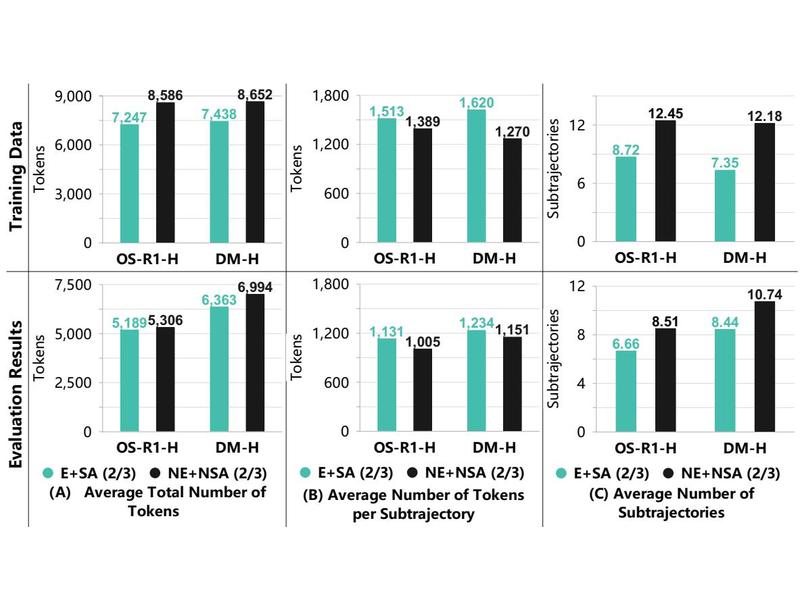 Training Data
Tokens
9,000
6,000
3,000
0
7,247
8,586
7,438
8,652
OS-R1-H
DM-H
Tokens
1,800
1,200
600
0
1,513
1,389
1,620
1,270
OS-R1-H
DM-H
Subtrajectories
12
6
0
8.72
12.45
7.35
12.18
OS-R1-H
DM-H
Evaluation Results
Tokens
7,500
5,000
2,500
0
5,189
5,306
6,363
6,994
OS-R1-H
DM-H
E+SA (2/3)
NE+NSA (2/3)
(A) Average Total Number of
Tokens
Tokens
1,800
1,200
600
0
1,131
1,005
1,234
1,151
OS-R1-H
DM-H
E+SA (2/3)
NE+NSA (2/3)
(B) Average Number of Tokens
per Subtrajectory
Subtrajectories
12
8
4
0
6.66
8.51
8.44
10.74
OS-R1-H
DM-H
E+SA (2/3)
NE+NSA (2/3)
(C) Average Number of
Subtrajectories